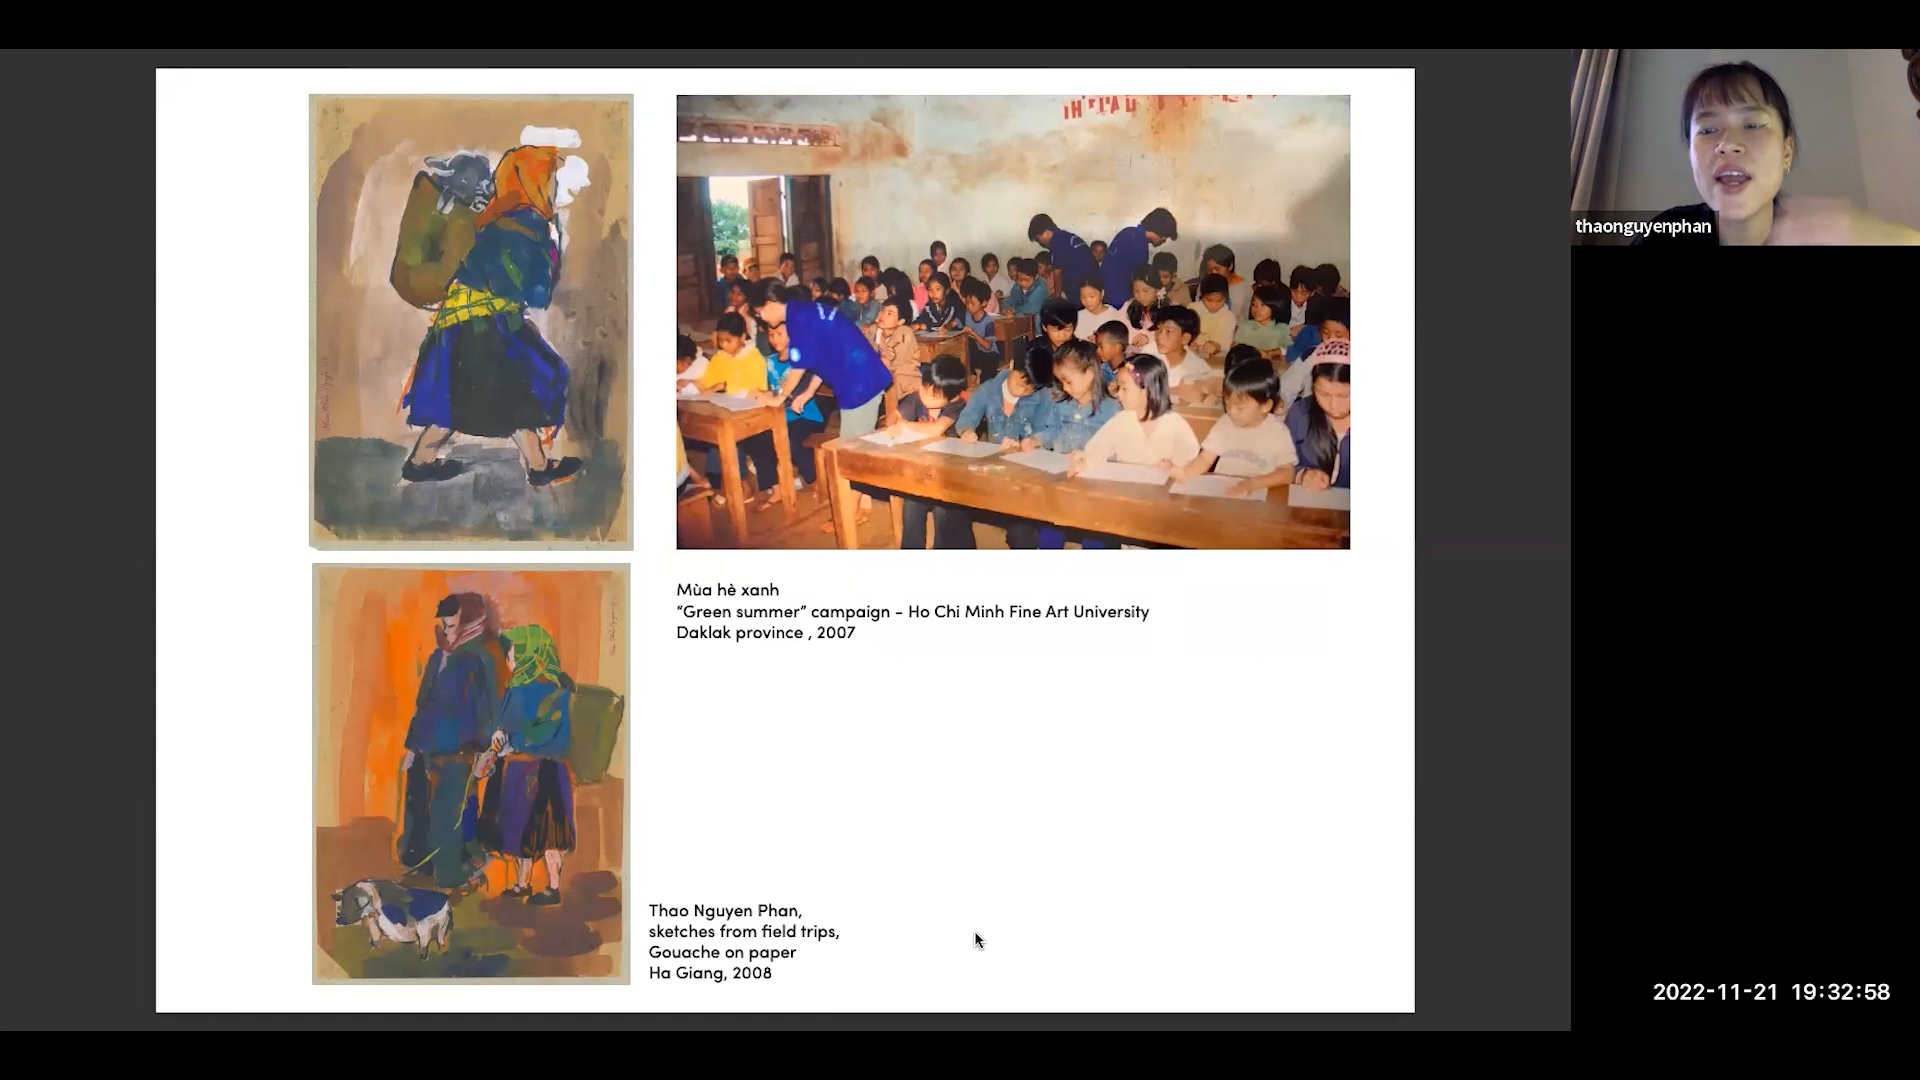 thaonguyenphan
Mùa hè xanh
“Green summer” campaign - Ho Chi Minh Fine Art University
Daklak province , 2007
Thao Nguyen Phan,
sketches from field trips,
Gouache on paper
Ha Giang, 2008
2022-11-21 19:32:58